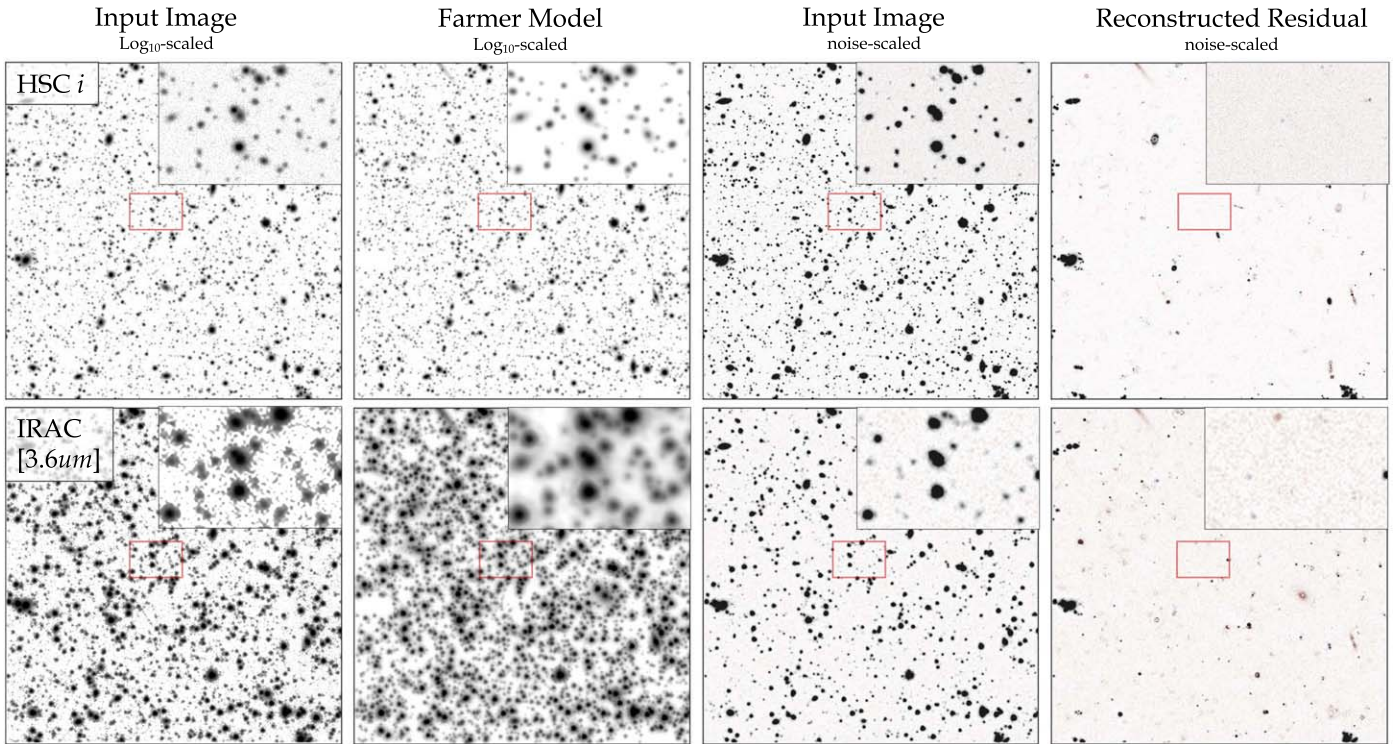 Input Image
Log₁₀-scaled
Farmer Model
Log₁₀-scaled
Input Image
noise-scaled
Reconstructed Residual
noise-scaled
HSC i
IRAC
[3.6um]